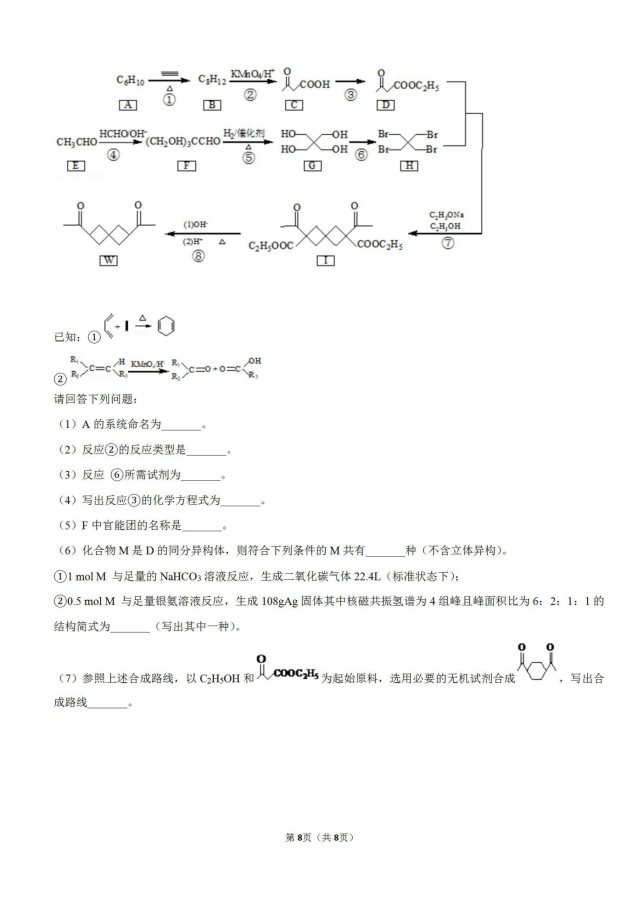 C₆H₁₀ △ ① C₈H₁₂ KMnO₄/H⁺ ② O COOH ③ O COOC₂H₅
A B C D
CH₃CHO HCHO/OH⁻ ④ (CH₂OH)₃CCHO H₂/催化剂 △ ⑤ HO OH HO OH ⑥ Br Br Br Br
E F G H
O O (1)OH⁻ (2)H⁺ △ ⑧ O O C₂H₅OOC COOC₂H₅ C₂H₅ONa C₂H₅OH ⑦
W I
已知:① + △
② R₁ R₂ C=C H R₃ KMnO₄/H⁺ R₁ R₂ C=O + O=C OH R₃
请回答下列问题:
(1)A 的系统命名为_______。
(2)反应②的反应类型是_______。
(3)反应 ⑥所需试剂为_______。
(4)写出反应③的化学方程式为_______。
(5)F 中官能团的名称是_______。
(6)化合物 M 是 D 的同分异构体,则符合下列条件的 M 共有_______种(不含立体异构)。
①1 mol M 与足量的 NaHCO₃ 溶液反应,生成二氧化碳气体 22.4L(标准状态下);
②0.5 mol M 与足量银氨溶液反应,生成 108gAg 固体其中核磁共振氢谱为 4 组峰且峰面积比为 6:2:1:1 的
结构简式为_______(写出其中一种)。
(7)参照上述合成路线,以 C₂H₅OH 和 O COOC₂H₅ 为起始原料,选用必要的无机试剂合成 O O ,写出合
成路线_______。
第 8页(共 8页)